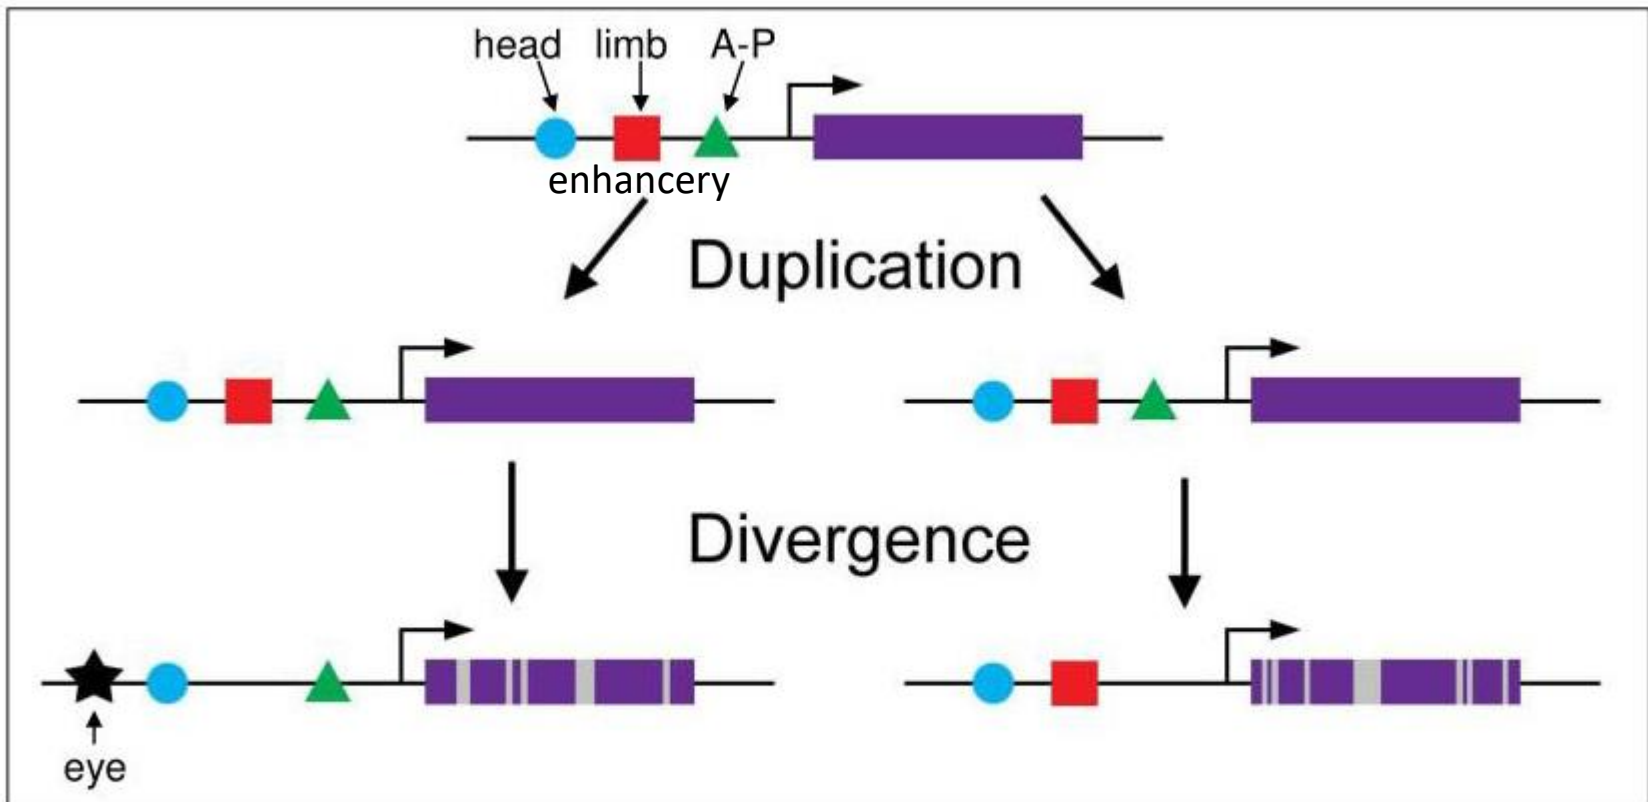 head limb A-P
enhancery
Duplication
Divergence
eye